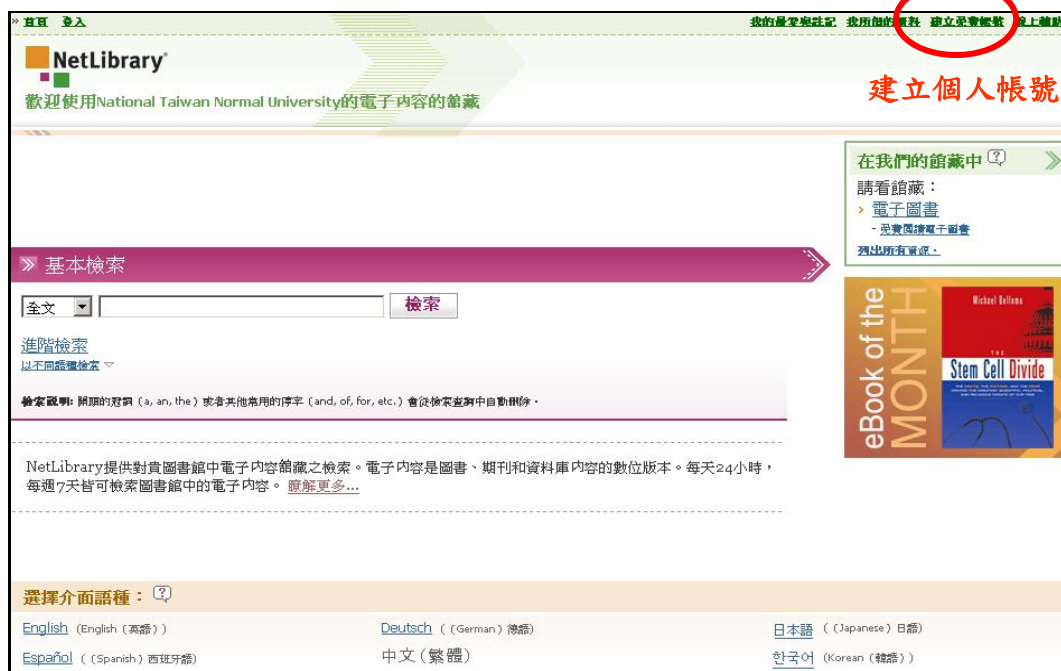 » 首頁 登入 我的最愛與註記 我所借的資料 建立免費帳號 線上輔助
NetLibrary®
歡迎使用National Taiwan Normal University的電子內容的館藏
建立個人帳號
在我們的館藏中
請看館藏：
› 電子圖書
- 免費閱讀電子圖書
列出所有資源。
» 基本檢索
全文 檢索
進階檢索
以不同語種檢索
檢索說明: 開頭的冠詞 (a, an, the) 或者其他常用的停字 (and, of, for, etc.) 會從檢索查詢中自動刪除。
eBook of the MONTH
Michael Bellomo
THE
Stem Cell Divide
NetLibrary提供對貴圖書館中電子內容館藏之檢索。電子內容是圖書、期刊和資料庫內容的數位版本。每天24小時，
每週7天皆可檢索圖書館中的電子內容。 瞭解更多...
選擇介面語種：
English (English (英語)) Deutsch ((German) 德語) 日本語 ((Japanese) 日語)
Español ((Spanish) 西班牙語) 中文(繁體) 한국어 (Korean (韓語))